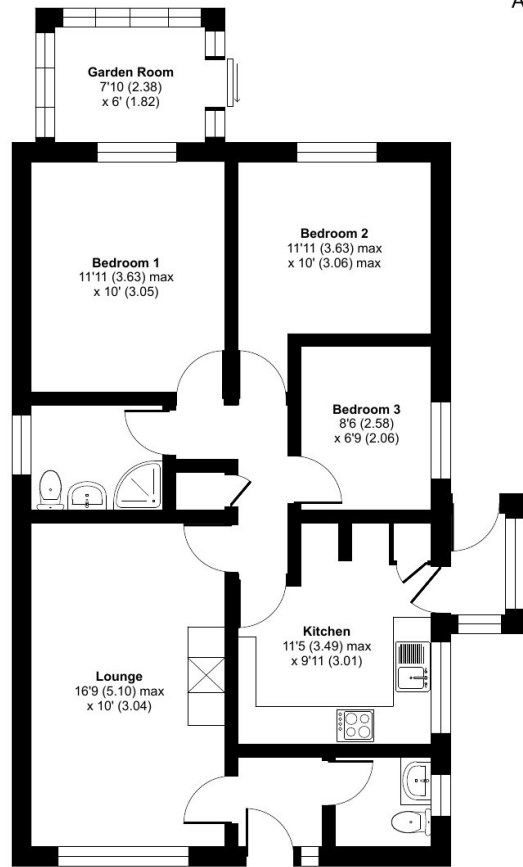 A
Garden Room
7'10 (2.38)
x 6' (1.82)
Bedroom 1
11'11 (3.63) max
x 10' (3.05)
Bedroom 2
11'11 (3.63) max
x 10' (3.06) max
Bedroom 3
8'6 (2.58)
x 6'9 (2.06)
Kitchen
11'5 (3.49) max
x 9'11 (3.01)
Lounge
16'9 (5.10) max
x 10' (3.04)